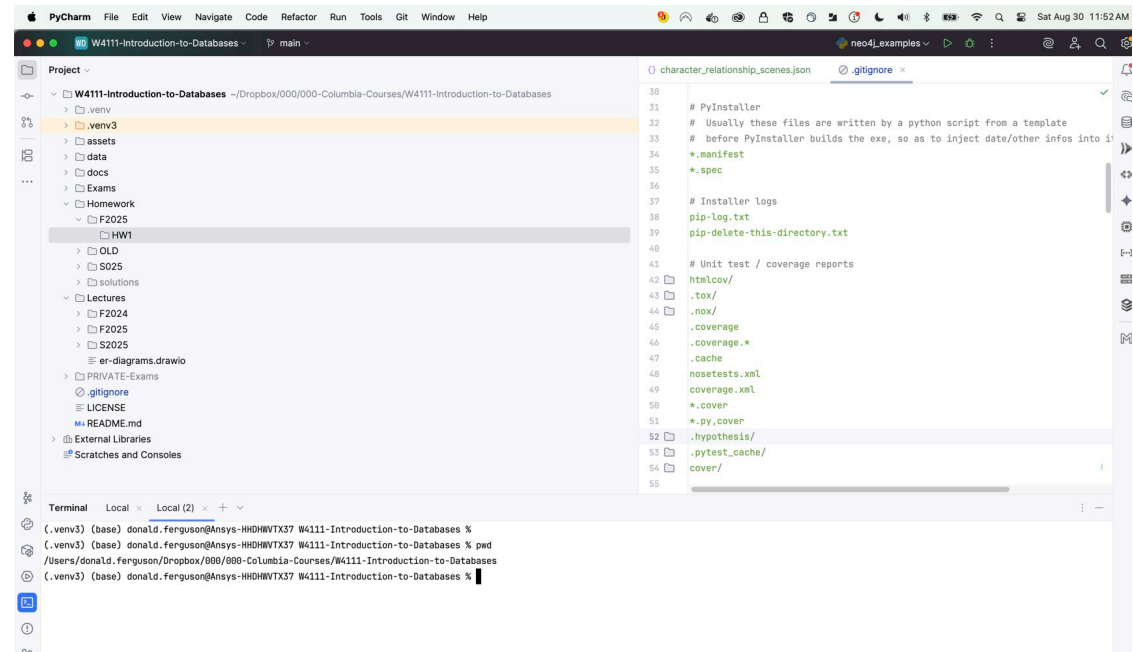 PyCharm File Edit View Navigate Code Refactor Run Tools Git Window Help
Sat Aug 30 11:52 AM
WD W4111-Introduction-to-Databases main
neo4j_examples
Project
W4111-Introduction-to-Databases ~/Dropbox/000/000-Columbia-Courses/W4111-Introduction-to-Databases
.venv
.venv3
assets
data
docs
Exams
Homework
F2025
HW1
OLD
S025
solutions
Lectures
F2024
F2025
S2025
er-diagrams.drawio
PRIVATE-Exams
.gitignore
LICENSE
M↓ README.md
External Libraries
Scratches and Consoles
character_relationship_scenes.json .gitignore
30
31 # PyInstaller
32 # Usually these files are written by a python script from a template
33 # before PyInstaller builds the exe, so as to inject date/other infos into i
34 *.manifest
35 *.spec
36
37 # Installer logs
38 pip-log.txt
39 pip-delete-this-directory.txt
40
41 # Unit test / coverage reports
42 htmlcov/
43 .tox/
44 .nox/
45 .coverage
46 .coverage.*
47 .cache
48 nosetests.xml
49 coverage.xml
50 *.cover
51 *.py,cover
52 .hypothesis/
53 .pytest_cache/
54 cover/
55
Terminal Local Local (2)
(.venv3) (base) donald.ferguson@Ansys-HHDHWVTX37 W4111-Introduction-to-Databases %
(.venv3) (base) donald.ferguson@Ansys-HHDHWVTX37 W4111-Introduction-to-Databases % pwd
/Users/donald.ferguson/Dropbox/000/000-Columbia-Courses/W4111-Introduction-to-Databases
(.venv3) (base) donald.ferguson@Ansys-HHDHWVTX37 W4111-Introduction-to-Databases %